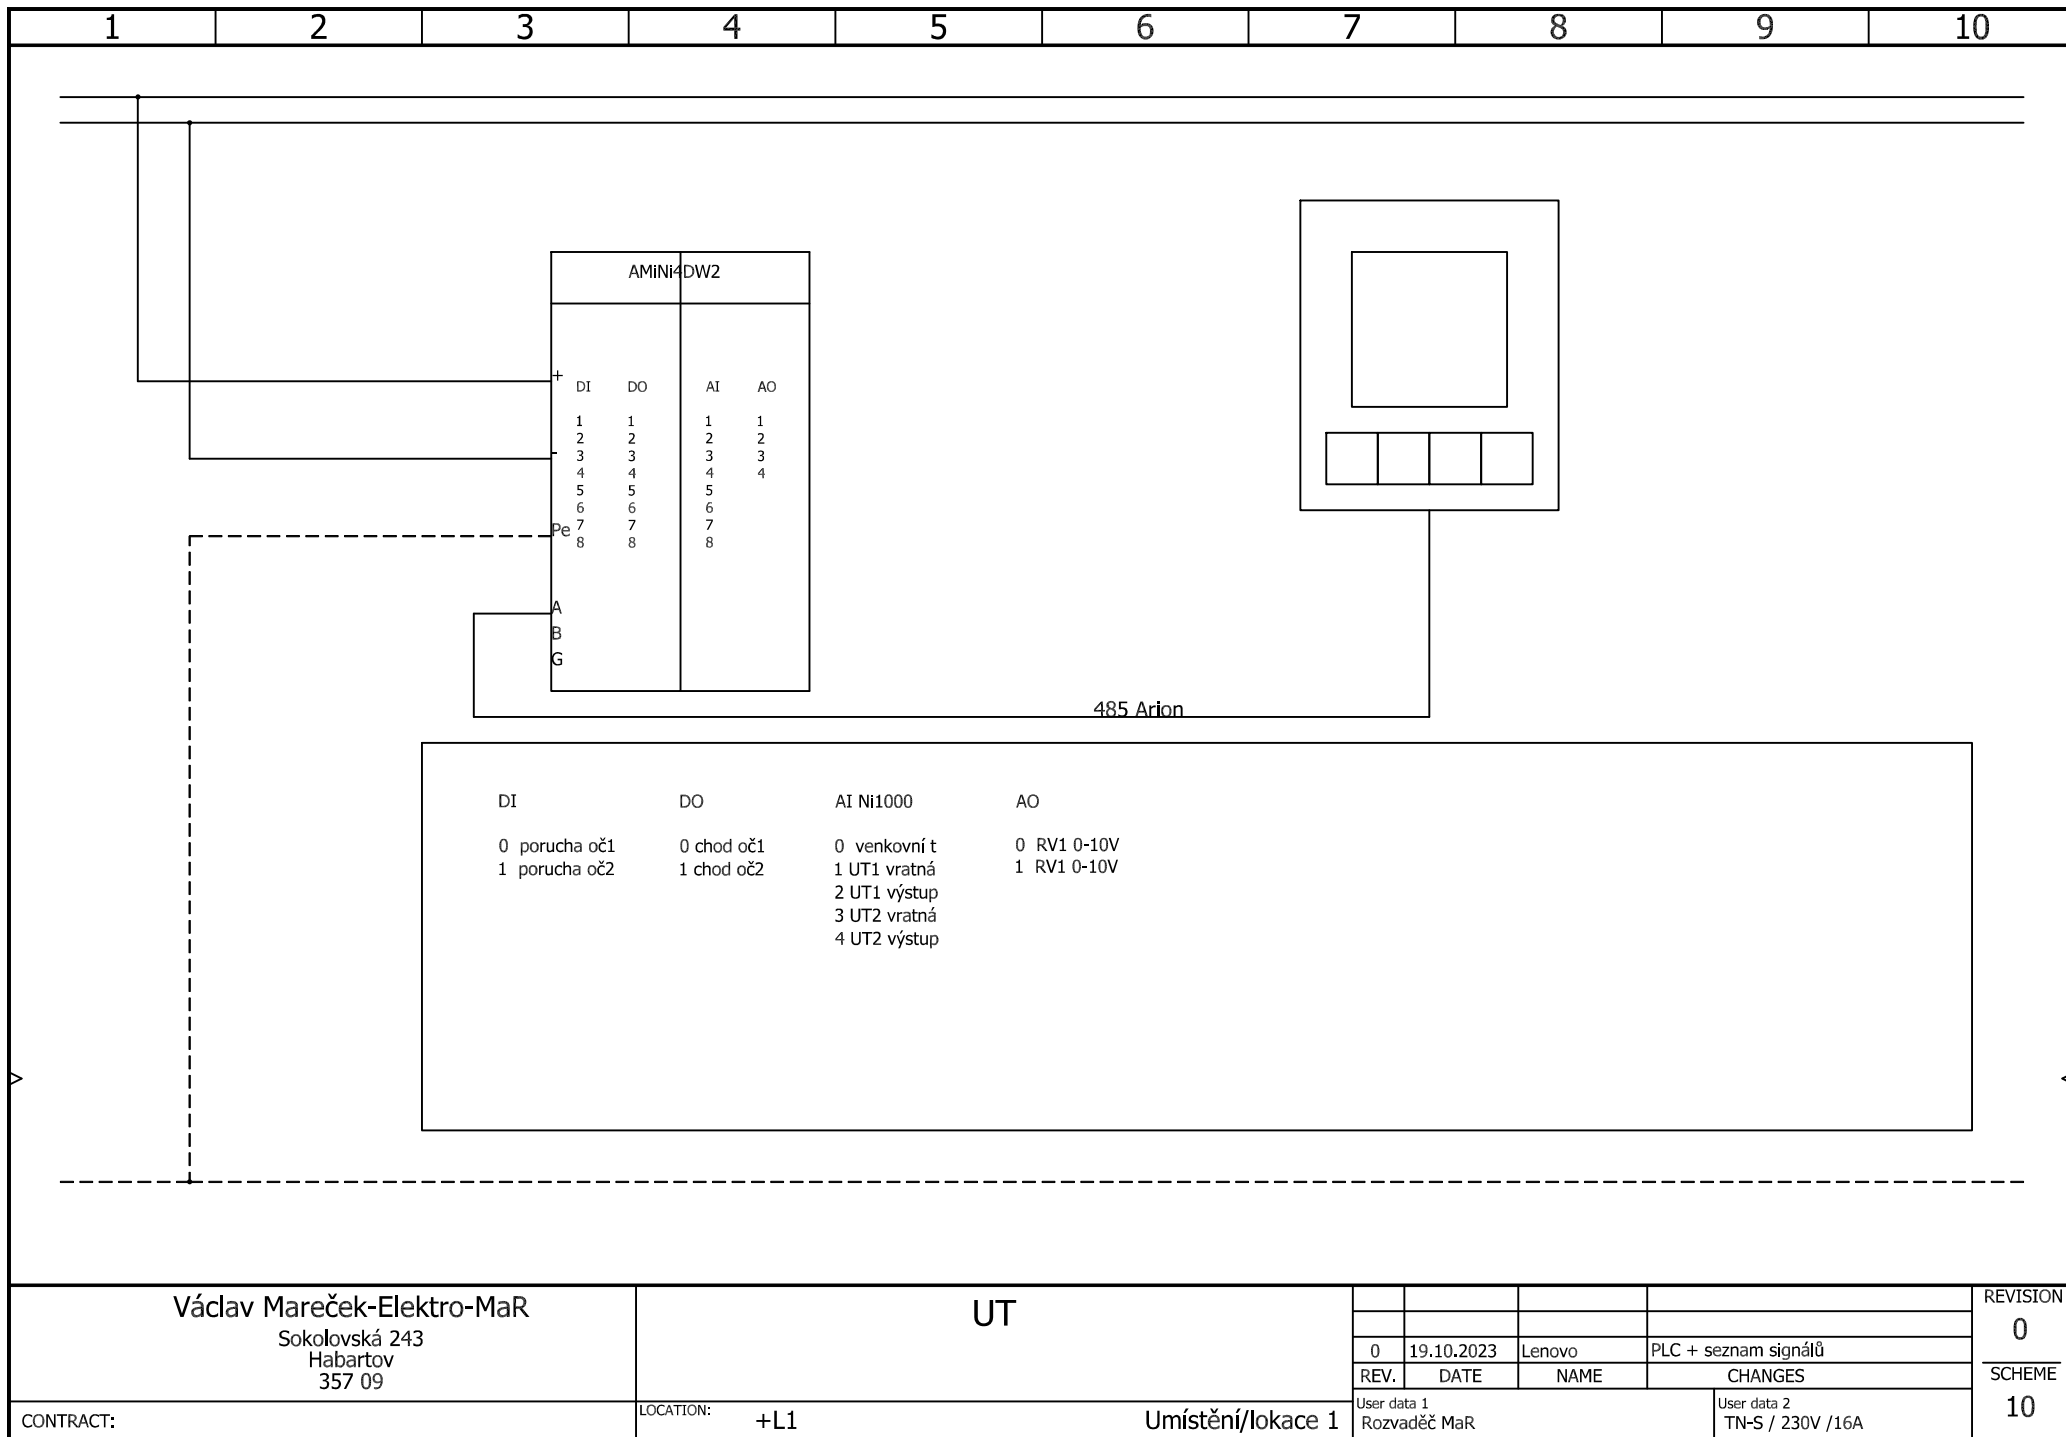 1 2 3 4 5 6 7 8 9 10
AMiNi4DW2
+
DI DO AI AO
1 1 1 1
2 2 2 2
-
3 3 3 3
4 4 4 4
5 5 5
6 6 6
Pe
7 7 7
8 8 8
A
B
G
485 Arion
DI DO AI Ni1000 AO
0 porucha oč1 0 chod oč1 0 venkovní t 0 RV1 0-10V
1 porucha oč2 1 chod oč2 1 UT1 vratná 1 RV1 0-10V
2 UT1 výstup
3 UT2 vratná
4 UT2 výstup
>
<
Václav Mareček-Elektro-MaR
Sokolovská 243
Habartov
357 09
CONTRACT:
UT
LOCATION: +L1 Umístění/lokace 1
0 19.10.2023 Lenovo PLC + seznam signálů
REV. DATE NAME CHANGES
User data 1
Rozvaděč MaR
User data 2
TN-S / 230V /16A
REVISION
0
SCHEME
10